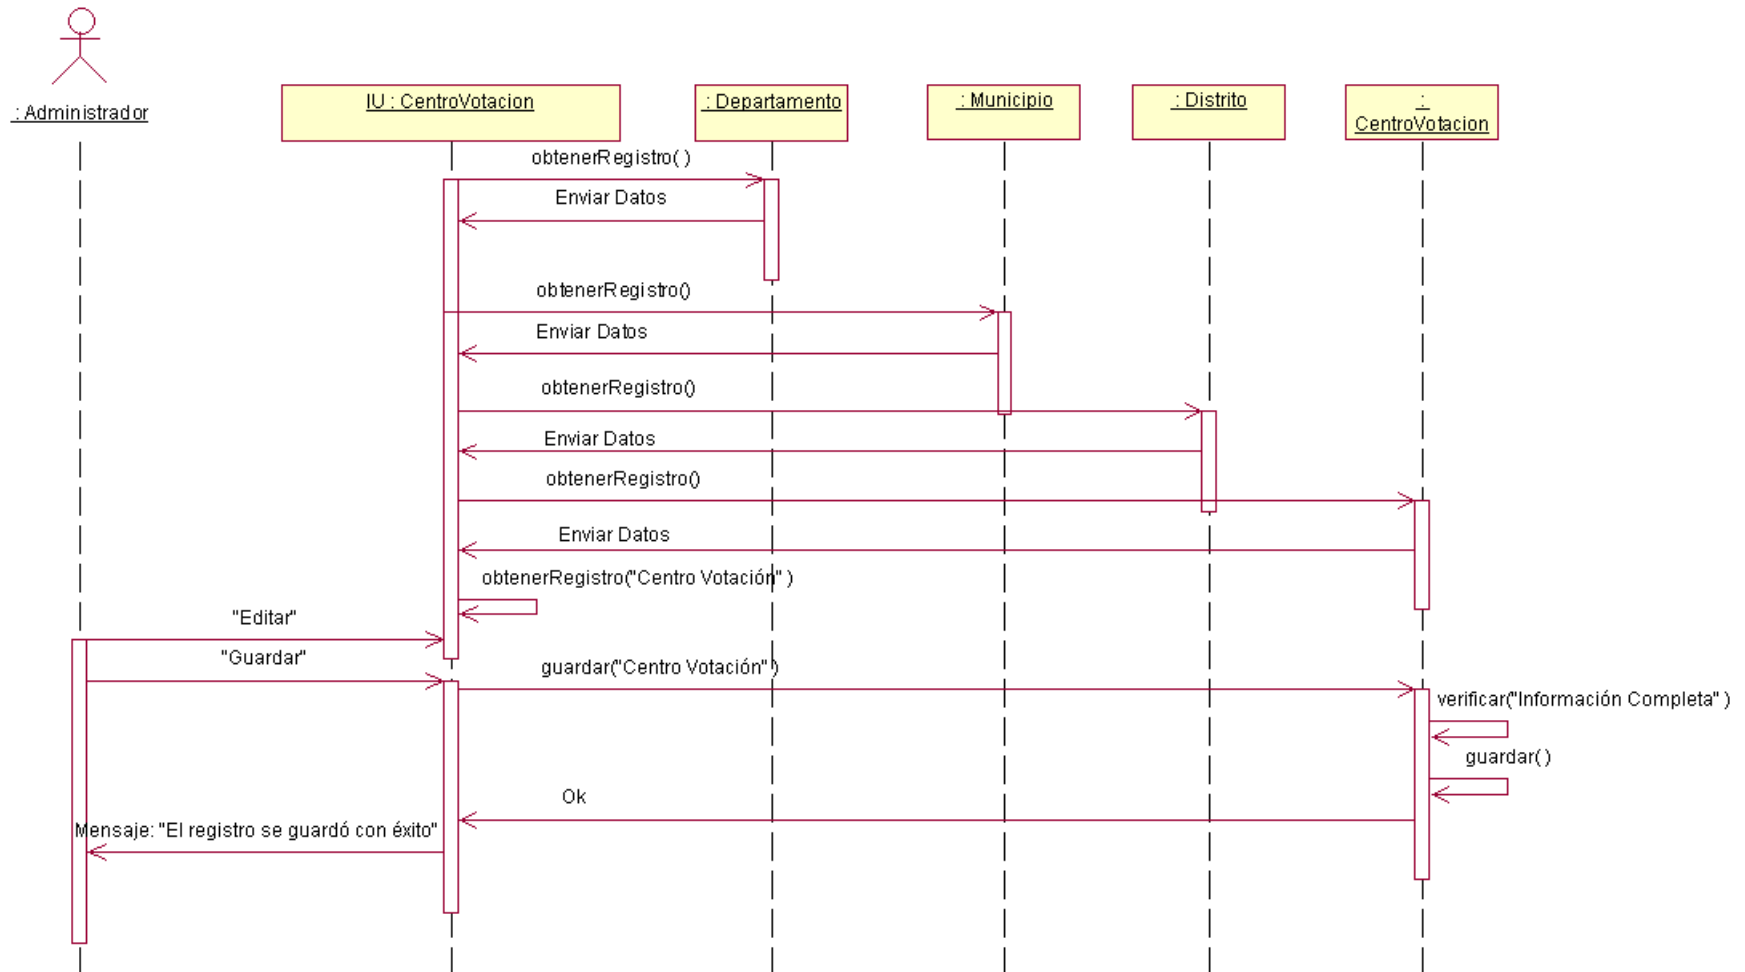 : Administrador
IU : CentroVotacion
: Departamento
: Municipio
: Distrito
:
CentroVotacion
obtenerRegistro( )
Enviar Datos
obtenerRegistro()
Enviar Datos
obtenerRegistro()
Enviar Datos
obtenerRegistro()
Enviar Datos
obtenerRegistro("Centro Votación" )
"Editar"
"Guardar"
guardar("Centro Votación" )
verificar("Información Completa" )
guardar( )
Ok
Mensaje: "El registro se guardó con éxito"